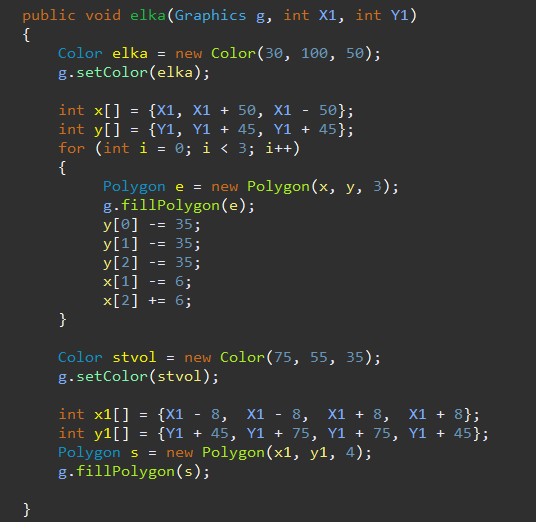 public void elka(Graphics g, int X1, int Y1)
{
Color elka = new Color(30, 100, 50);
g.setColor(elka);
int x[] = {X1, X1 + 50, X1 - 50};
int y[] = {Y1, Y1 + 45, Y1 + 45};
for (int i = 0; i < 3; i++)
{
Polygon e = new Polygon(x, y, 3);
g.fillPolygon(e);
y[0] -= 35;
y[1] -= 35;
y[2] -= 35;
x[1] -= 6;
x[2] += 6;
}
Color stvol = new Color(75, 55, 35);
g.setColor(stvol);
int x1[] = {X1 - 8,  X1 - 8,  X1 + 8,  X1 + 8};
int y1[] = {Y1 + 45, Y1 + 75, Y1 + 75, Y1 + 45};
Polygon s = new Polygon(x1, y1, 4);
g.fillPolygon(s);
}